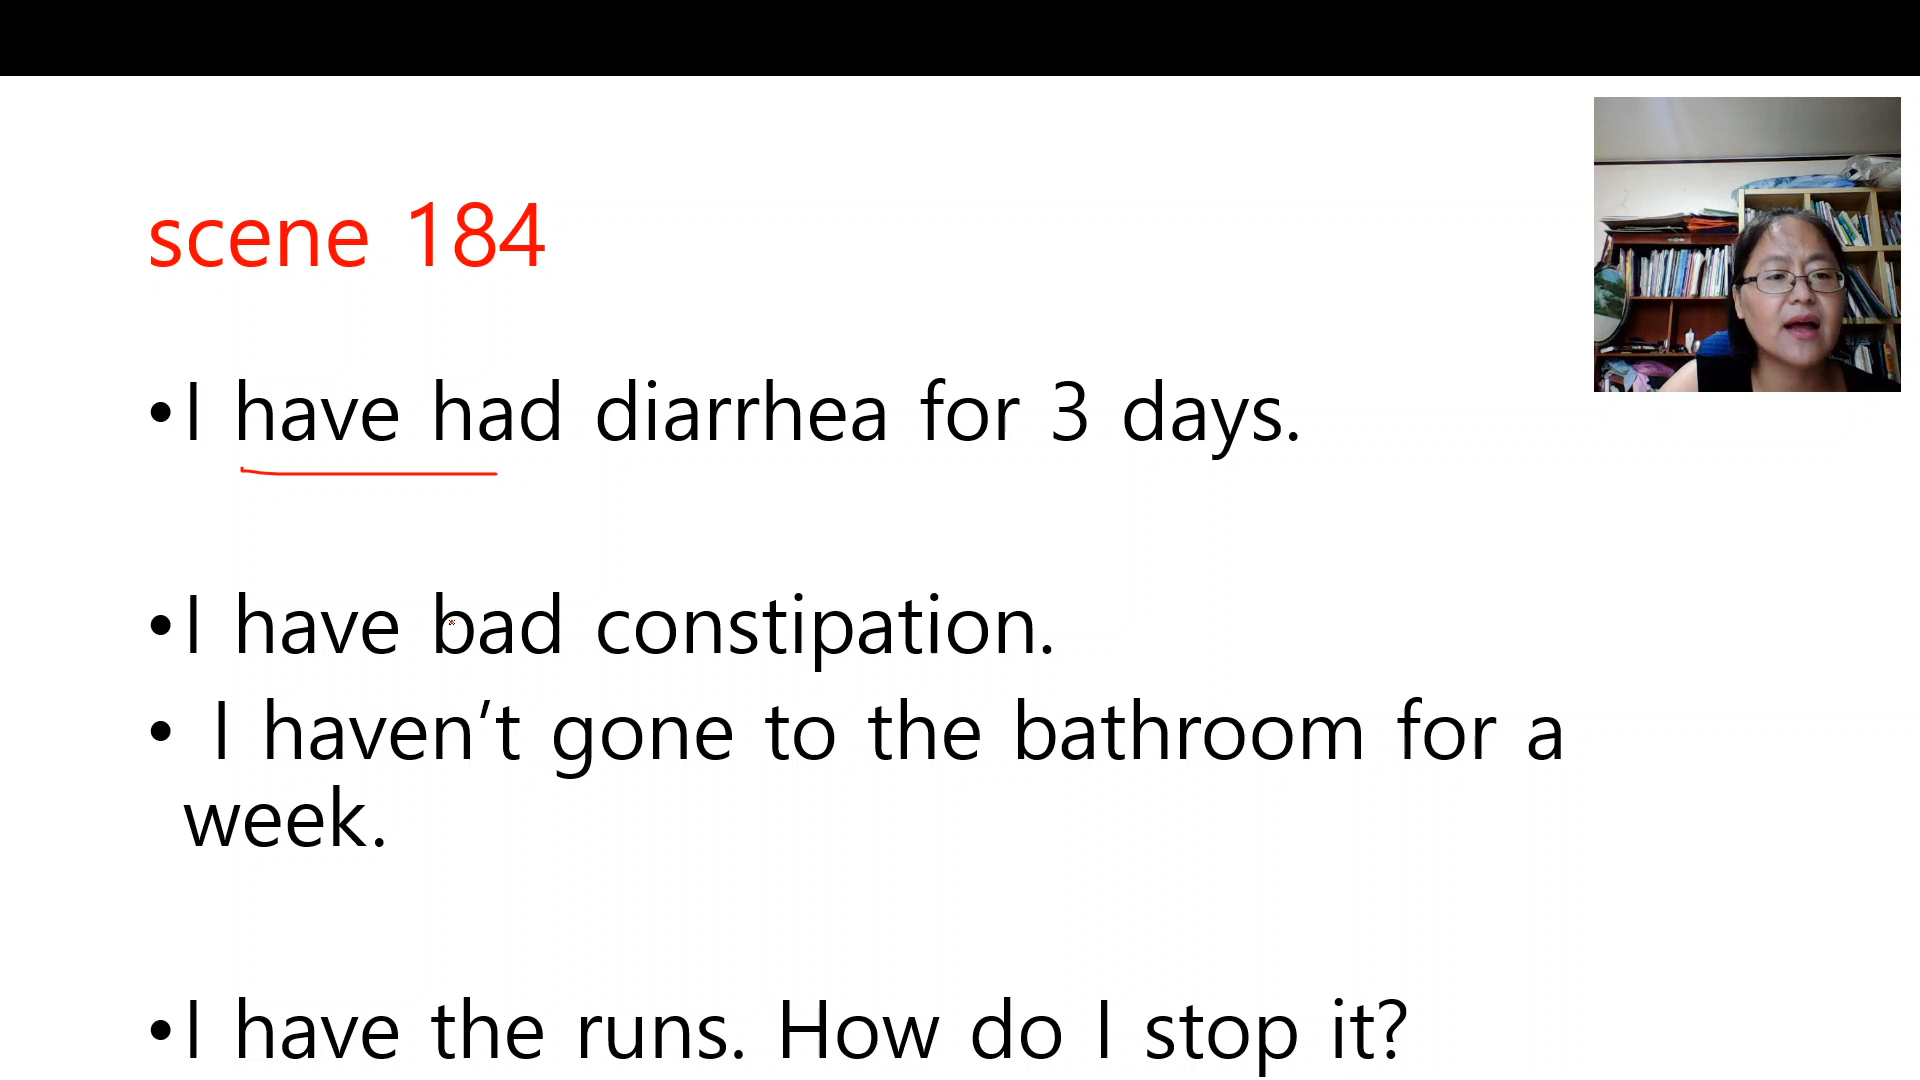 scene 184
•I have had diarrhea for 3 days.
•I have bad constipation.
• I haven’t gone to the bathroom for a
week.
•I have the runs. How do I stop it?